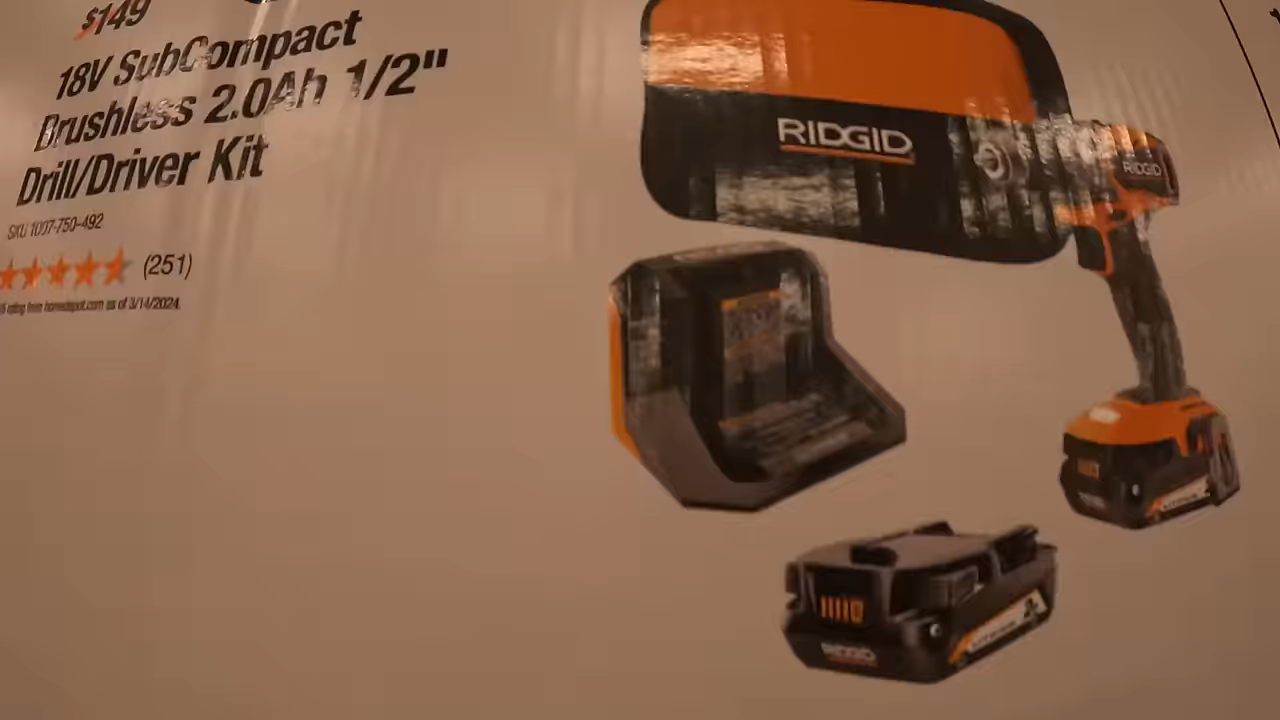 $149
18V SubCompact
Brushless 2.0Ah 1/2"
Drill/Driver Kit
SKU 1007-750-492
(251)
rating from homedepot.com as of 3/14/2024.
RIDGID
RIDGID
RIDGID